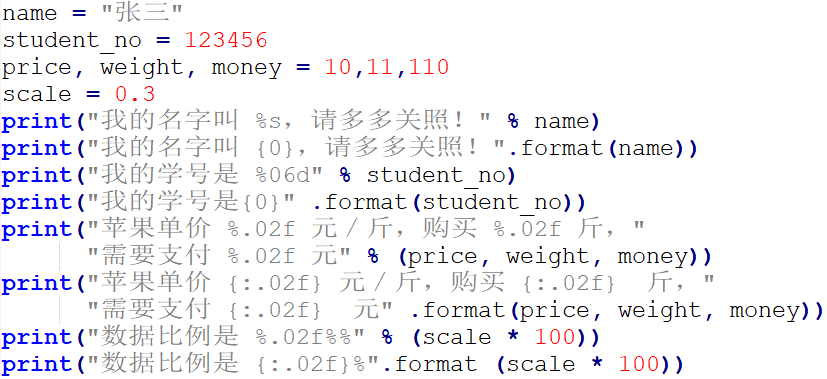 name = "张三"
student_no = 123456
price, weight, money = 10,11,110
scale = 0.3
print("我的名字叫 %s，请多多关照！" % name)
print("我的名字叫 {0}，请多多关照！".format(name))
print("我的学号是 %06d" % student_no)
print("我的学号是{0}" .format(student_no))
print("苹果单价 %.02f 元／斤，购买 %.02f 斤，"
"需要支付 %.02f 元" % (price, weight, money))
print("苹果单价 {:.02f} 元／斤，购买 {:.02f}  斤，"
"需要支付 {:.02f}  元" .format(price, weight, money))
print("数据比例是 %.02f%%" % (scale * 100))
print("数据比例是 {:.02f}%".format (scale * 100))